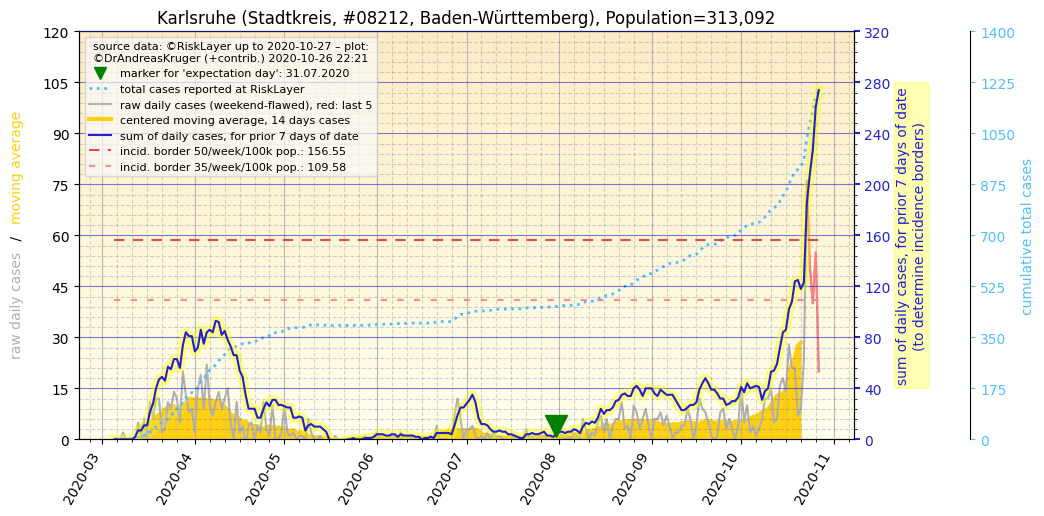 Karlsruhe (Stadtkreis, #08212, Baden-Württemberg), Population=313,092
source data: ©RiskLayer up to 2020-10-27 – plot:
©DrAndreasKruger (+contrib.) 2020-10-26 22:21
marker for 'expectation day': 31.07.2020
total cases reported at RiskLayer
raw daily cases (weekend-flawed), red: last 5
centered moving average, 14 days cases
sum of daily cases, for prior 7 days of date
incid. border 50/week/100k pop.: 156.55
incid. border 35/week/100k pop.: 109.58
raw daily cases / moving average
120
105
90
75
60
45
30
15
0
320
280
240
200
160
120
80
40
0
sum of daily cases, for prior 7 days of date
(to determine incidence borders)
1400
1225
1050
875
700
525
350
175
0
cumulative total cases
2020-03
2020-04
2020-05
2020-06
2020-07
2020-08
2020-09
2020-10
2020-11